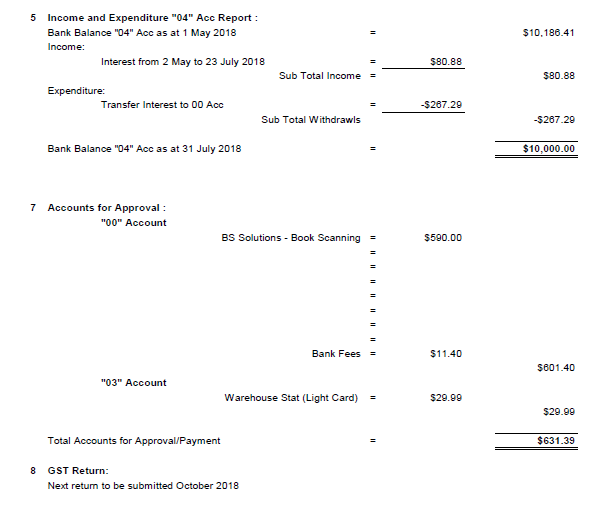 5 Income and Expenditure "04" Acc Report :
Bank Balance "04" Acc as at 1 May 2018 = $10,186.41
Income:
Interest from 2 May to 23 July 2018 = $80.88
Sub Total Income = $80.88
Expenditure:
Transfer Interest to 00 Acc = -$267.29
Sub Total Withdrawls -$267.29
Bank Balance "04" Acc as at 31 July 2018 = $10,000.00
7 Accounts for Approval :
"00" Account
BS Solutions - Book Scanning = $590.00
=
=
=
=
=
=
=
Bank Fees = $11.40
$601.40
"03" Account
Warehouse Stat (Light Card) = $29.99
$29.99
Total Accounts for Approval/Payment = $631.39
8 GST Return:
Next return to be submitted October 2018